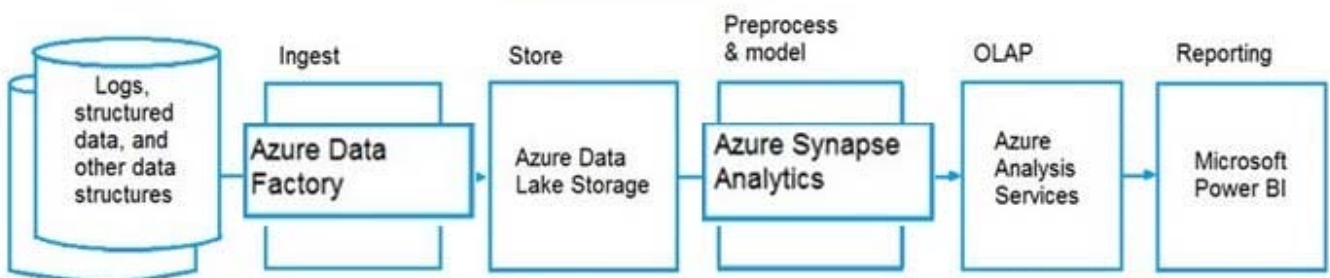 Logs,
structured
data, and
other data
structures
Ingest
Azure Data
Factory
Store
Azure Data
Lake Storage
Preprocess
& model
Azure Synapse
Analytics
OLAP
Azure
Analysis
Services
Reporting
Microsoft
Power BI